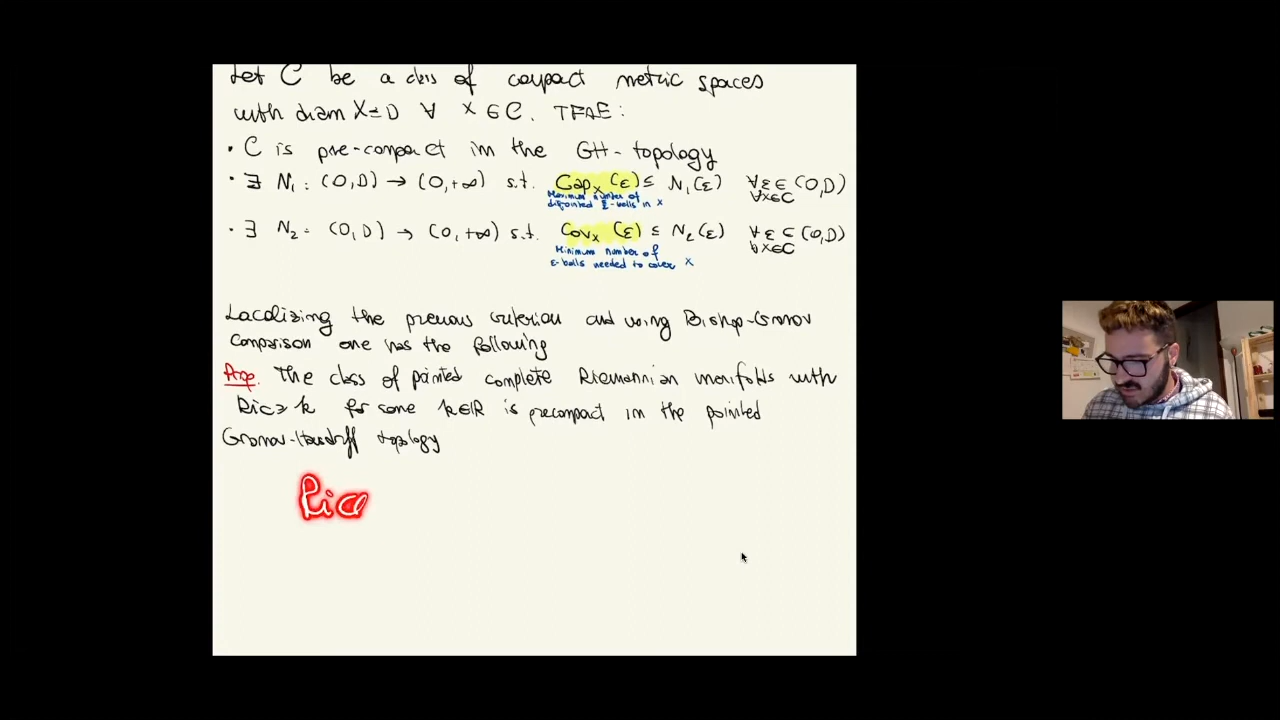 Let C be a class of compact metric spaces
with diam X ≤ D ∀ X ∈ C. TFAE:
• C is pre-compact in the GH-topology
• ∃ N₁: (0,D) → (0,+∞) s.t. Cap_X (ε) ≤ N₁(ε) ∀ε ∈ (0,D)
∀X∈C
Maximum number of
disjointed ε/2-balls in X
• ∃ N₂: (0,D) → (0,+∞) s.t. Cov_X (ε) ≤ N₂(ε) ∀ε ∈ (0,D)
∀X∈C
Minimum number of
ε-balls needed to cover X
Localizing the previous criterion and using Bishop-Gromov
comparison one has the following
Prop. The class of pointed complete Riemannian manifolds with
Ric ≥ k for some k∈ℝ is precompact in the pointed
Gromov-Hausdorff topology
Ric